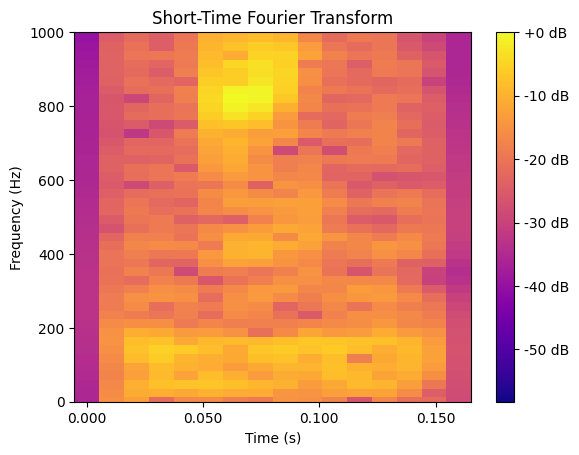 Short-Time Fourier Transform
1000
800
600
400
200
0
Frequency (Hz)
0.000
0.050
0.100
0.150
Time (s)
+0 dB
-10 dB
-20 dB
-30 dB
-40 dB
-50 dB